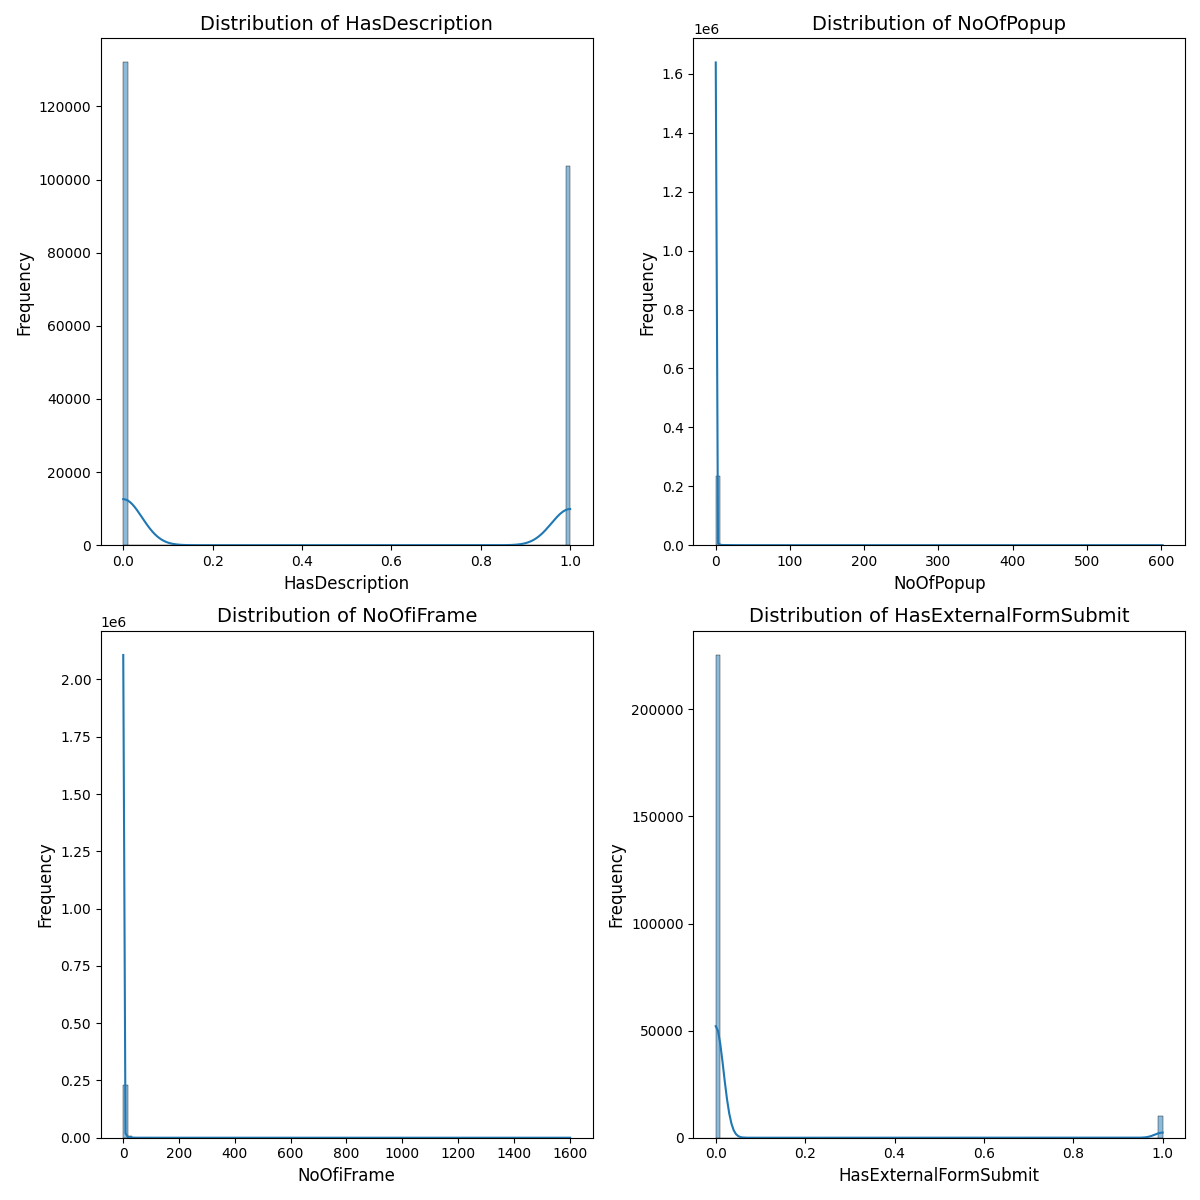 Distribution of HasDescription
120000
100000
80000
60000
40000
20000
0
Frequency
0.0 0.2 0.4 0.6 0.8 1.0
HasDescription
Distribution of NoOfPopup
1e6
1.6
1.4
1.2
1.0
0.8
0.6
0.4
0.2
0.0
Frequency
0 100 200 300 400 500 600
NoOfPopup
Distribution of NoOfiFrame
1e6
2.00
1.75
1.50
1.25
1.00
0.75
0.50
0.25
0.00
Frequency
0 200 400 600 800 1000 1200 1400 1600
NoOfiFrame
Distribution of HasExternalFormSubmit
200000
150000
100000
50000
0
Frequency
0.0 0.2 0.4 0.6 0.8 1.0
HasExternalFormSubmit